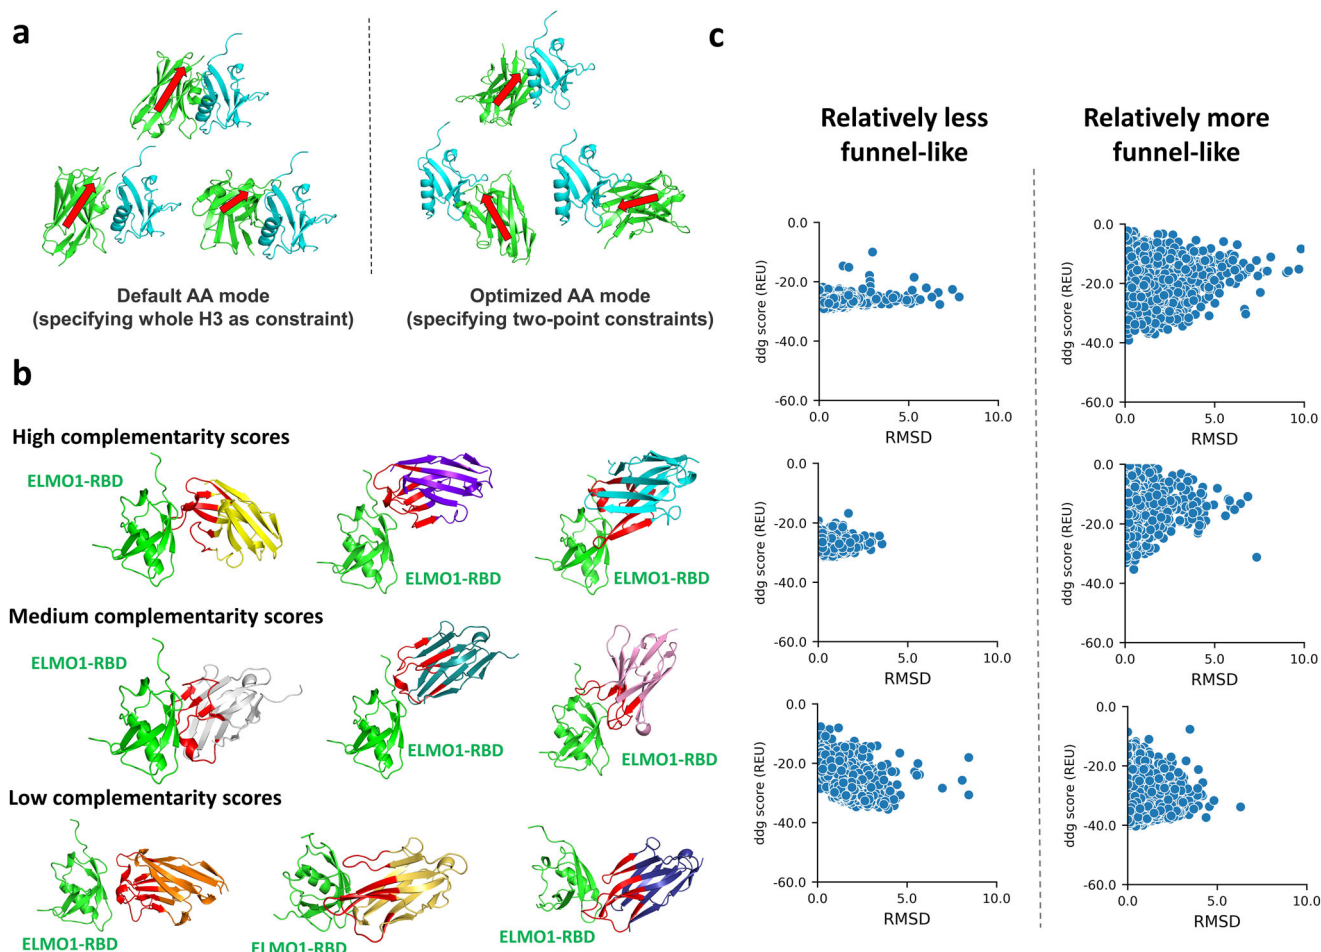 a
Default AA mode
(specifying whole H3 as constraint)
Optimized AA mode
(specifying two-point constraints)
b
High complementarity scores
ELMO1-RBD
ELMO1-RBD
ELMO1-RBD
Medium complementarity scores
ELMO1-RBD
ELMO1-RBD
ELMO1-RBD
Low complementarity scores
ELMO1-RBD
ELMO1-RBD
ELMO1-RBD
c
Relatively less
funnel-like
Relatively more
funnel-like
ddg score (REU)
0.0
-20.0
-40.0
-60.0
0.0 5.0 10.0
RMSD
ddg score (REU)
0.0
-20.0
-40.0
-60.0
0.0 5.0 10.0
RMSD
ddg score (REU)
0.0
-20.0
-40.0
-60.0
0.0 5.0 10.0
RMSD
ddg score (REU)
0.0
-20.0
-40.0
-60.0
0.0 5.0 10.0
RMSD
ddg score (REU)
0.0
-20.0
-40.0
-60.0
0.0 5.0 10.0
RMSD
ddg score (REU)
0.0
-20.0
-40.0
-60.0
0.0 5.0 10.0
RMSD